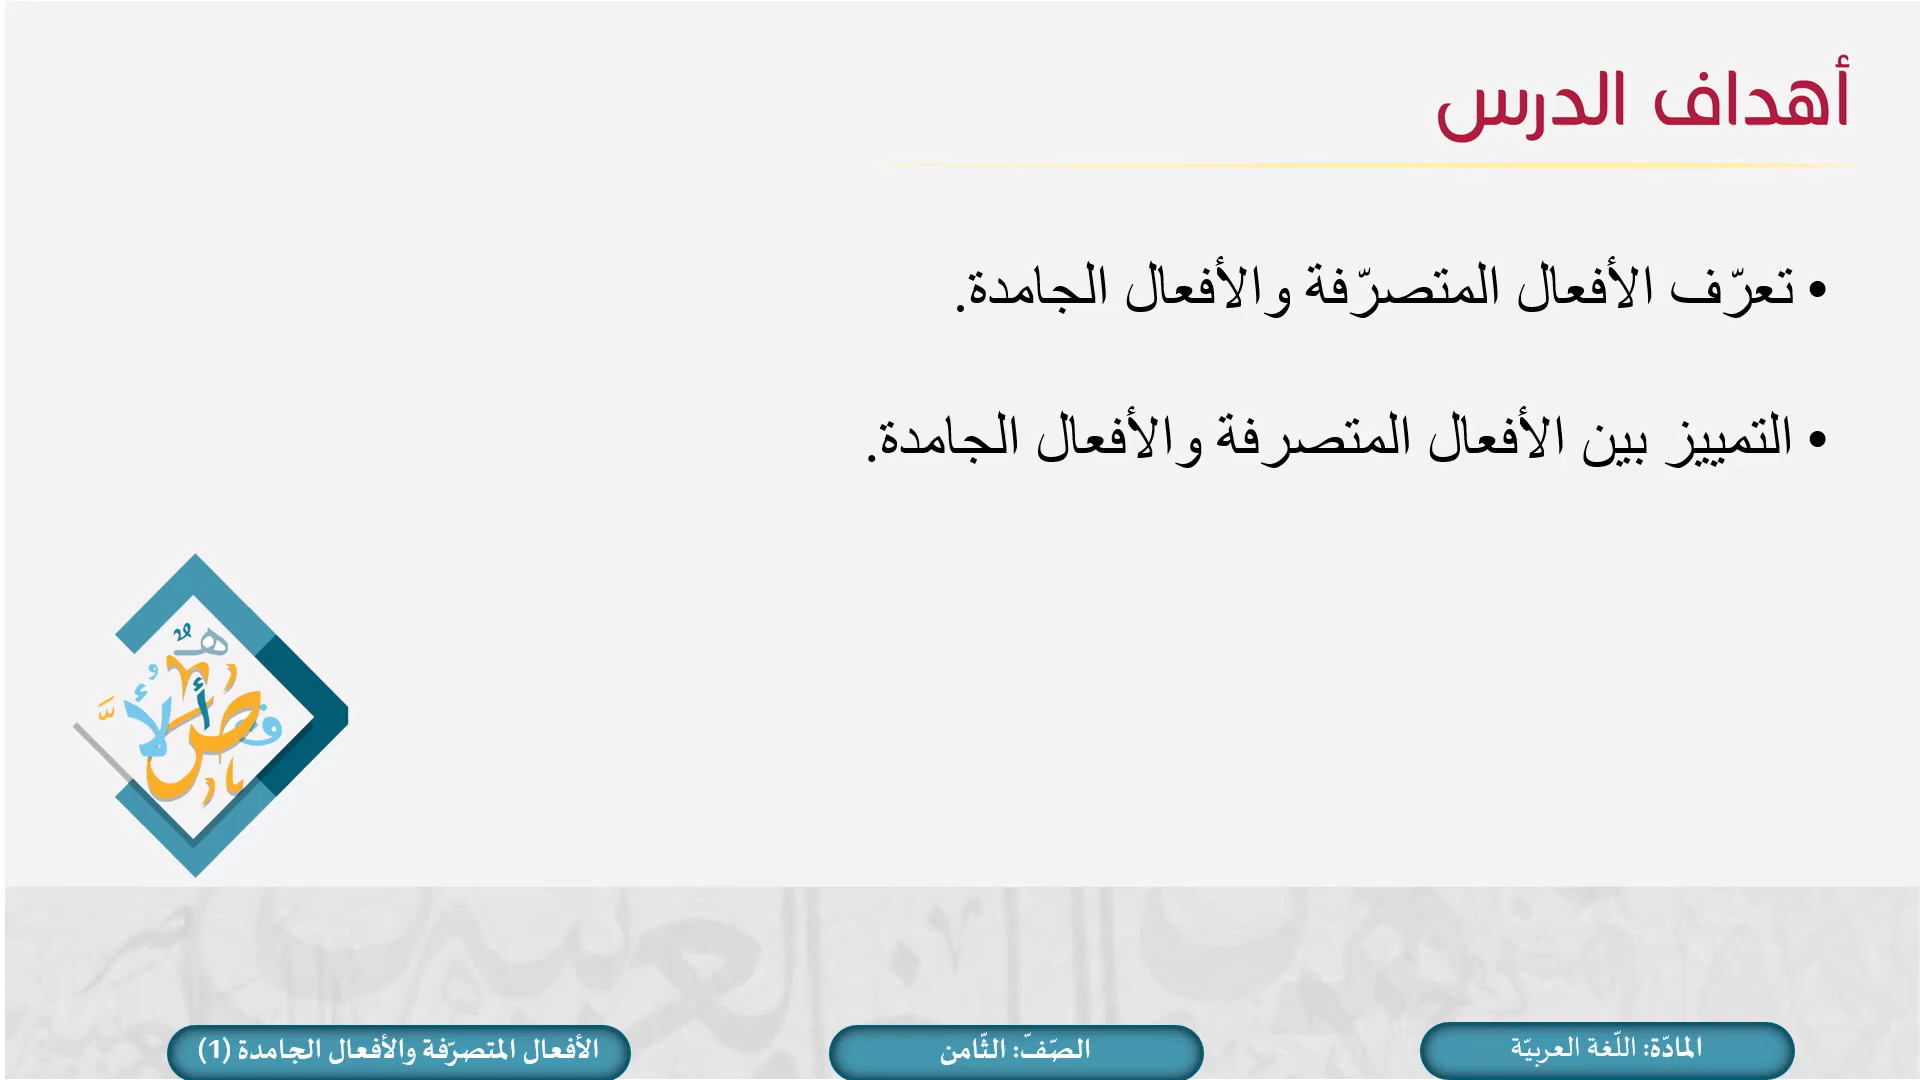 أهداف الدرس
• تعرّف الأفعال المتصرّفة والأفعال الجامدة.
• التمييز بين الأفعال المتصرفة والأفعال الجامدة.
المادّة: اللّغة العربيّة
الصّفّ: الثّامن
الأفعال المتصرّفة والأفعال الجامدة (1)